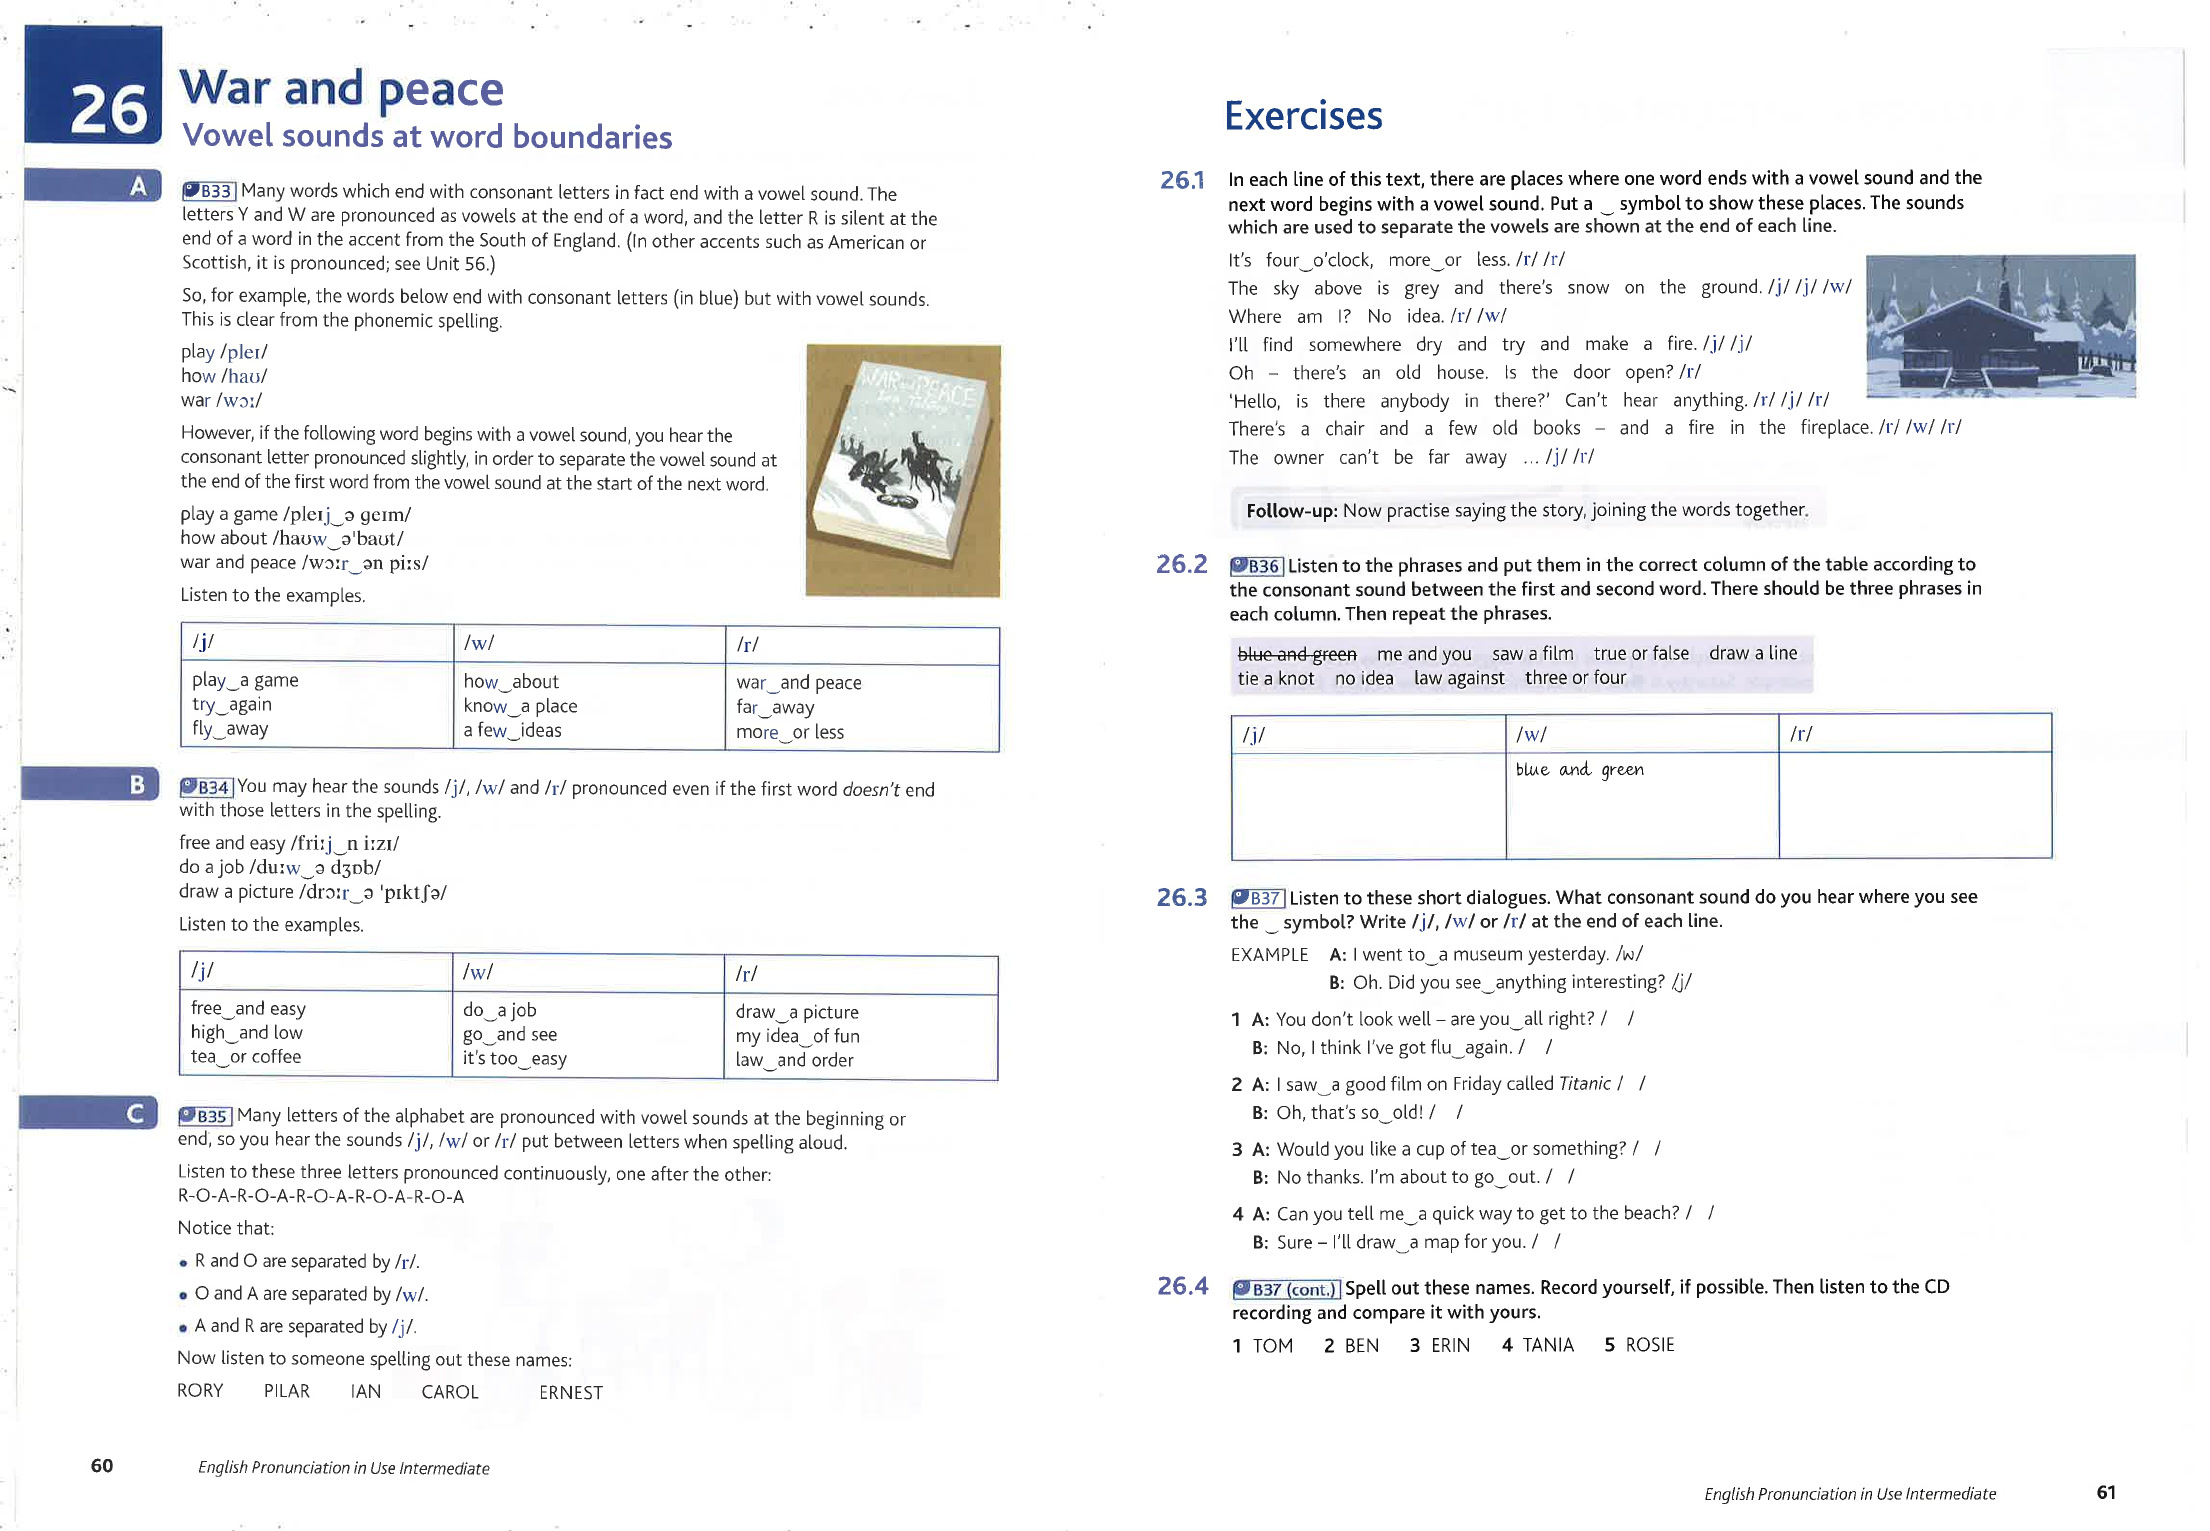 26
War and peace
Vowel sounds at word boundaries
A
B33 Many words which end with consonant letters in fact end with a vowel sound. The
letters Y and W are pronounced as vowels at the end of a word, and the letter R is silent at the
end of a word in the accent from the South of England. (In other accents such as American or
Scottish, it is pronounced; see Unit 56.)
So, for example, the words below end with consonant letters (in blue) but with vowel sounds.
This is clear from the phonemic spelling.
play /pleɪ/
how /haʊ/
war /wɔː/
However, if the following word begins with a vowel sound, you hear the
consonant letter pronounced slightly, in order to separate the vowel sound at
the end of the first word from the vowel sound at the start of the next word.
play a game /pleɪj‿ə geɪm/
how about /haʊw‿ə'baʊt/
war and peace /wɔːr‿ən piːs/
Listen to the examples.
WAR and PEACE
Leo Tolstoy
/j/ /w/ /r/
play‿a game how‿about war‿and peace
try‿again know‿a place far‿away
fly‿away a few‿ideas more‿or less
B
B34 You may hear the sounds /j/, /w/ and /r/ pronounced even if the first word doesn't end
with those letters in the spelling.
free and easy /friːj‿n iːzɪ/
do a job /duːw‿ə dʒɒb/
draw a picture /drɔːr‿ə 'pɪktʃə/
Listen to the examples.
/j/ /w/ /r/
free‿and easy do‿a job draw‿a picture
high‿and low go‿and see my idea‿of fun
tea‿or coffee it's too‿easy law‿and order
C
B35 Many letters of the alphabet are pronounced with vowel sounds at the beginning or
end, so you hear the sounds /j/, /w/ or /r/ put between letters when spelling aloud.
Listen to these three letters pronounced continuously, one after the other:
R-O-A-R-O-A-R-O-A-R-O-A-R-O-A
Notice that:
• R and O are separated by /r/.
• O and A are separated by /w/.
• A and R are separated by /j/.
Now listen to someone spelling out these names:
RORY PILAR IAN CAROL ERNEST
60 English Pronunciation in Use Intermediate
Exercises
26.1 In each line of this text, there are places where one word ends with a vowel sound and the
next word begins with a vowel sound. Put a ‿ symbol to show these places. The sounds
which are used to separate the vowels are shown at the end of each line.
It's four‿o'clock, more‿or less. /r/ /r/
The sky above is grey and there's snow on the ground. /j/ /j/ /w/
Where am I? No idea. /r/ /w/
I'll find somewhere dry and try and make a fire. /j/ /j/
Oh – there's an old house. Is the door open? /r/
'Hello, is there anybody in there?' Can't hear anything. /r/ /j/ /r/
There's a chair and a few old books – and a fire in the fireplace. /r/ /w/ /r/
The owner can't be far away ... /j/ /r/
Follow-up: Now practise saying the story, joining the words together.
26.2 B36 Listen to the phrases and put them in the correct column of the table according to
the consonant sound between the first and second word. There should be three phrases in
each column. Then repeat the phrases.
blue and green me and you saw a film true or false draw a line
tie a knot no idea law against three or four
/j/ /w/ /r/
blue and green
26.3 B37 Listen to these short dialogues. What consonant sound do you hear where you see
the ‿ symbol? Write /j/, /w/ or /r/ at the end of each line.
EXAMPLE A: I went to‿a museum yesterday. /w/
B: Oh. Did you see‿anything interesting? /j/
1 A: You don't look well – are you‿all right? / /
B: No, I think I've got flu‿again. / /
2 A: I saw‿a good film on Friday called Titanic / /
B: Oh, that's so‿old! / /
3 A: Would you like a cup of tea‿or something? / /
B: No thanks. I'm about to go‿out. / /
4 A: Can you tell me‿a quick way to get to the beach? / /
B: Sure – I'll draw‿a map for you. / /
26.4 B37 (cont.) Spell out these names. Record yourself, if possible. Then listen to the CD
recording and compare it with yours.
1 TOM 2 BEN 3 ERIN 4 TANIA 5 ROSIE
English Pronunciation in Use Intermediate 61